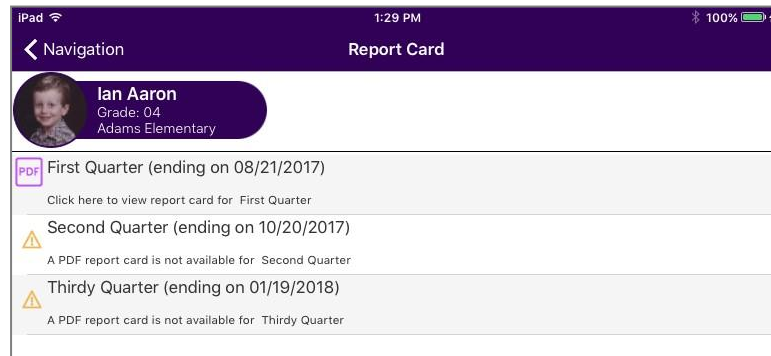 iPad 1:29 PM 100%
Navigation Report Card
Ian Aaron
Grade: 04
Adams Elementary
PDF First Quarter (ending on 08/21/2017)
Click here to view report card for First Quarter
Second Quarter (ending on 10/20/2017)
A PDF report card is not available for Second Quarter
Thirdy Quarter (ending on 01/19/2018)
A PDF report card is not available for Thirdy Quarter